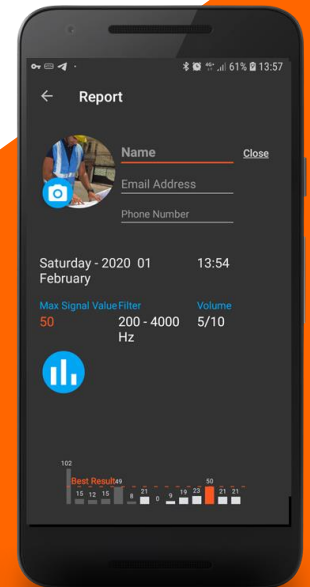 61% 13:57
Report
Name
Close
Email Address
Phone Number
Saturday - 2020 01 13:54
February
Max Signal Value Filter Volume
50 200 - 4000 5/10
Hz
102
Best Result 49 50
15 12 15 8 21 0 9 19 23 21 21